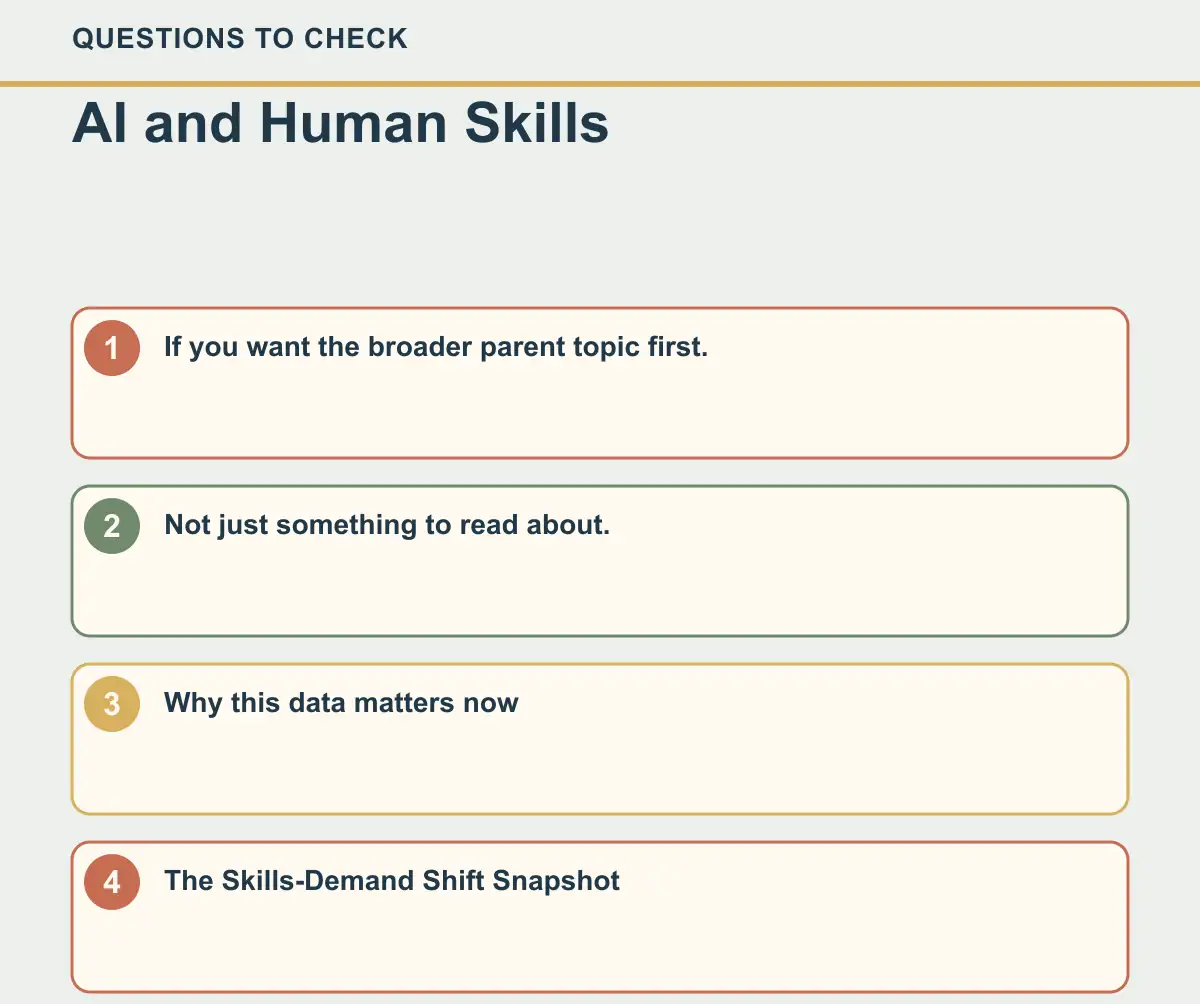 QUESTIONS TO CHECK
AI and Human Skills
1 If you want the broader parent topic first.
2 Not just something to read about.
3 Why this data matters now
4 The Skills-Demand Shift Snapshot